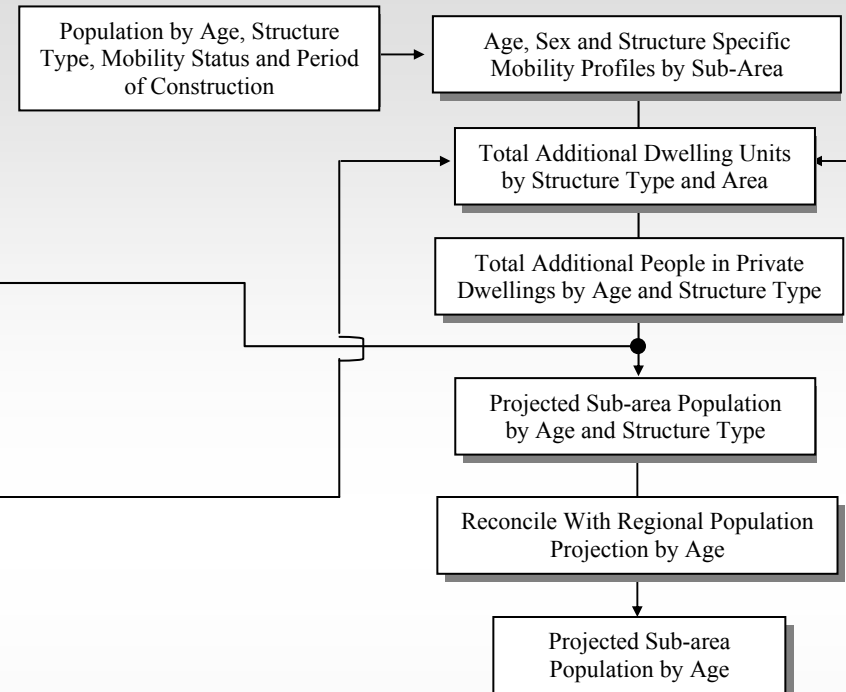 Population by Age, Structure
Type, Mobility Status and Period
of Construction
Age, Sex and Structure Specific
Mobility Profiles by Sub-Area
Total Additional Dwelling Units
by Structure Type and Area
Total Additional People in Private
Dwellings by Age and Structure Type
Projected Sub-area Population
by Age and Structure Type
Reconcile With Regional Population
Projection by Age
Projected Sub-area
Population by Age